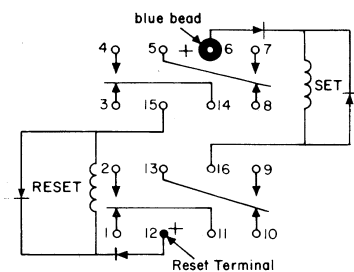 blue bead
4 5 + 6 7
SET
3 15 14 8
2 13 16 9
RESET
1 12 + 11 10
Reset Terminal